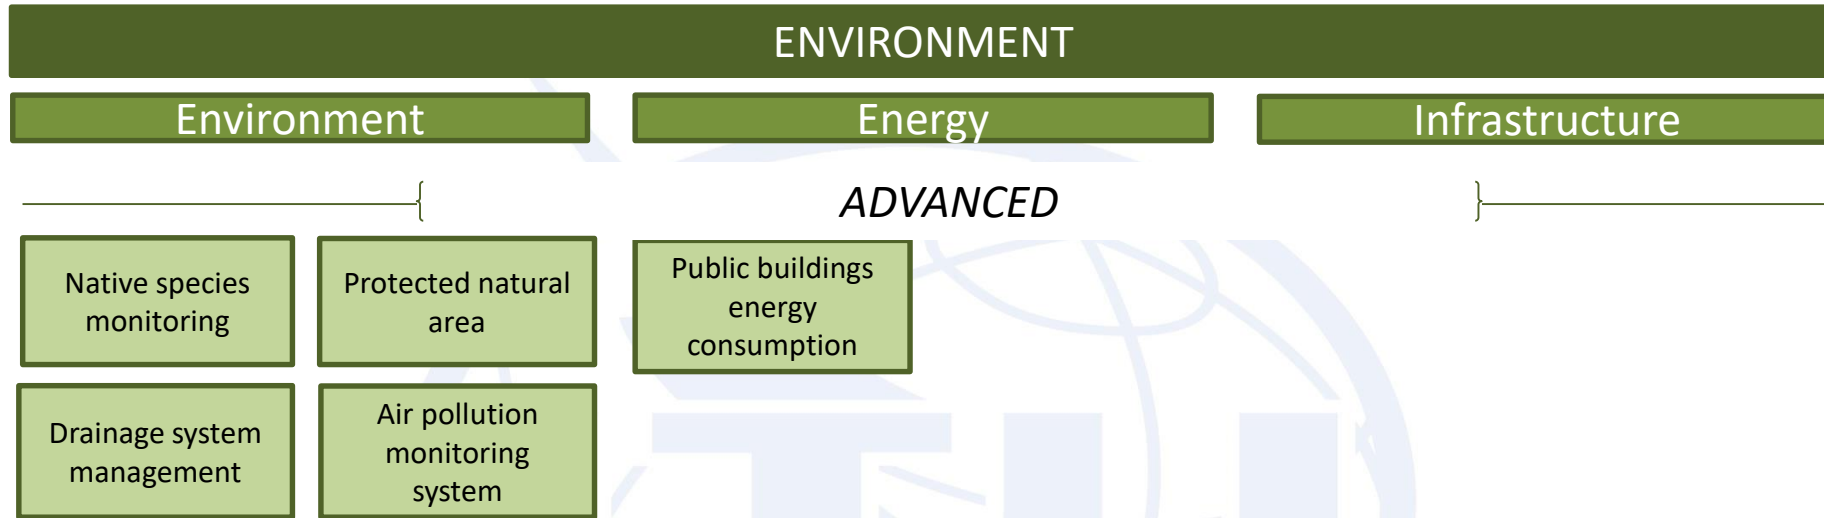 ENVIRONMENT
Environment
Energy
Infrastructure
ADVANCED
Native species
monitoring
Protected natural
area
Public buildings
energy
consumption
Drainage system
management
Air pollution
monitoring
system